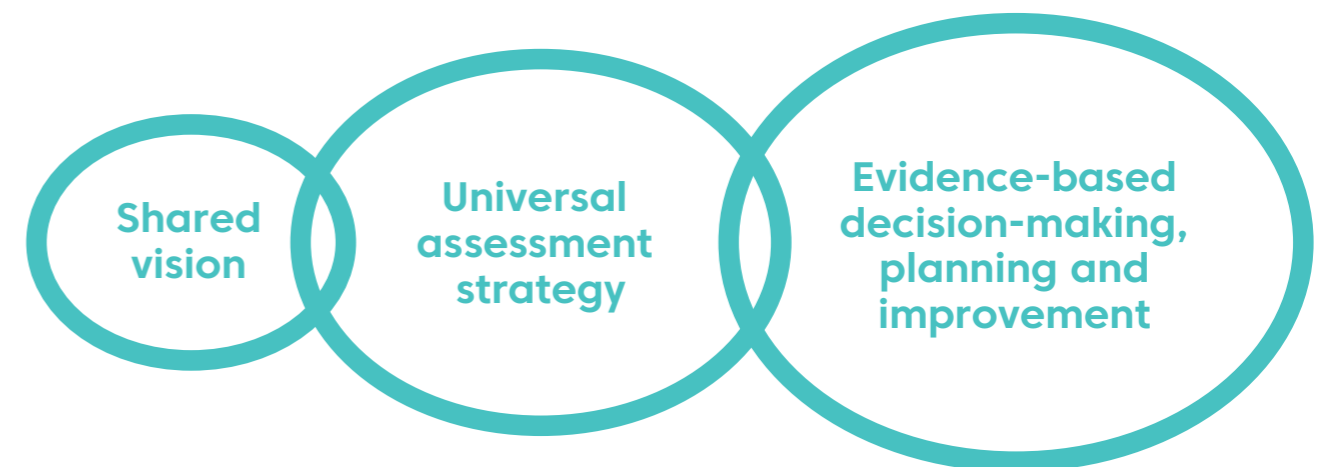 Shared
vision
Universal
assessment
strategy
Evidence-based
decision-making,
planning and
improvement